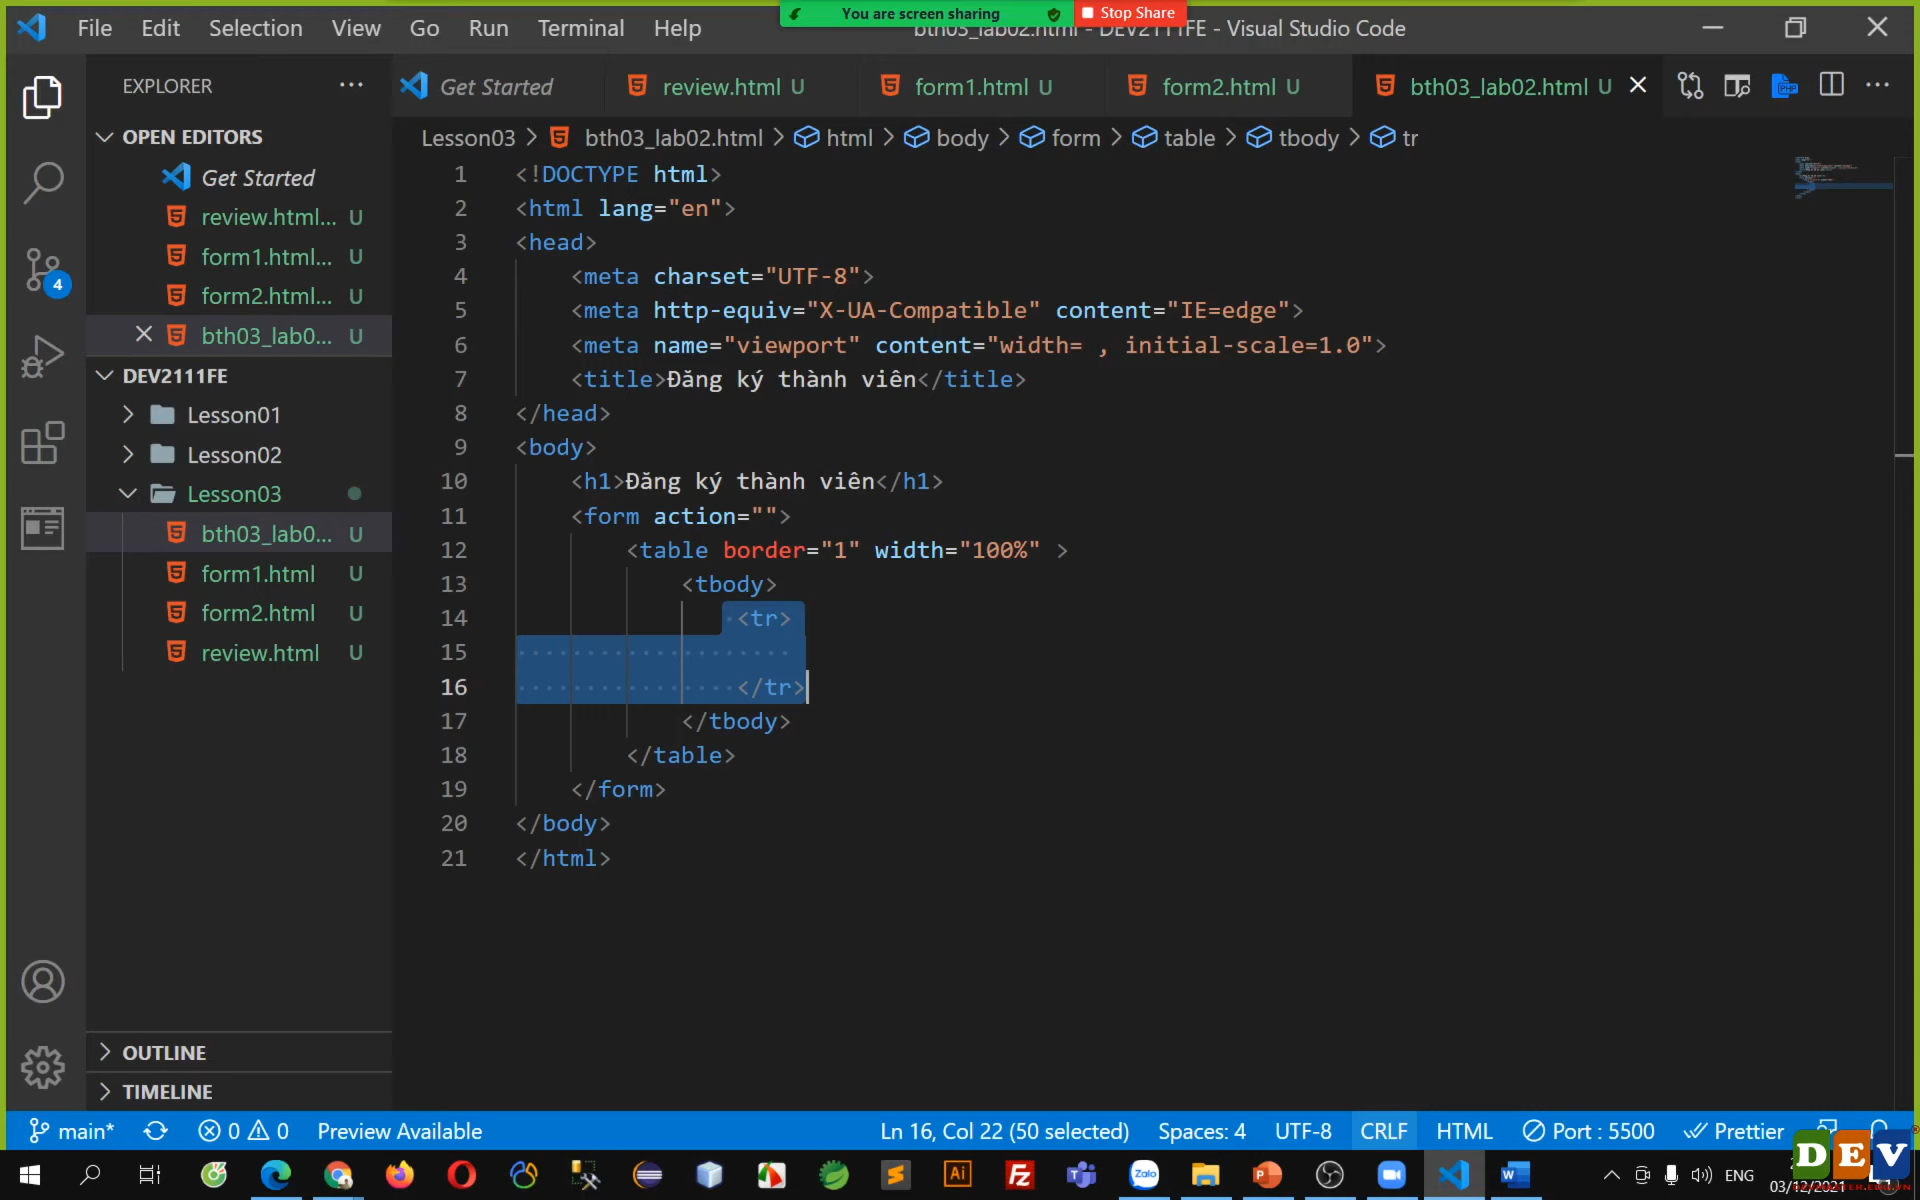 You are screen sharing
Stop Share
File Edit Selection View Go Run Terminal Help
bth03_lab02.html - DEV2111FE - Visual Studio Code
EXPLORER
Get Started
review.html U
form1.html U
form2.html U
bth03_lab02.html U
Lesson03 > bth03_lab02.html > html > body > form > table > tbody > tr
OPEN EDITORS
Get Started
review.html... U
form1.html... U
form2.html... U
bth03_lab0... U
DEV2111FE
Lesson01
Lesson02
Lesson03
bth03_lab0... U
form1.html U
form2.html U
review.html U
OUTLINE
TIMELINE
4
1 <!DOCTYPE html>
2 <html lang="en">
3 <head>
4 <meta charset="UTF-8">
5 <meta http-equiv="X-UA-Compatible" content="IE=edge">
6 <meta name="viewport" content="width= , initial-scale=1.0">
7 <title>Đăng ký thành viên</title>
8 </head>
9 <body>
10 <h1>Đăng ký thành viên</h1>
11 <form action="">
12 <table border="1" width="100%" >
13 <tbody>
14 <tr>
15
16 </tr>
17 </tbody>
18 </table>
19 </form>
20 </body>
21 </html>
main* 0 0 Preview Available
Ln 16, Col 22 (50 selected) Spaces: 4 UTF-8 CRLF HTML Port : 5500 Prettier
ENG
03/12/2021
DEV